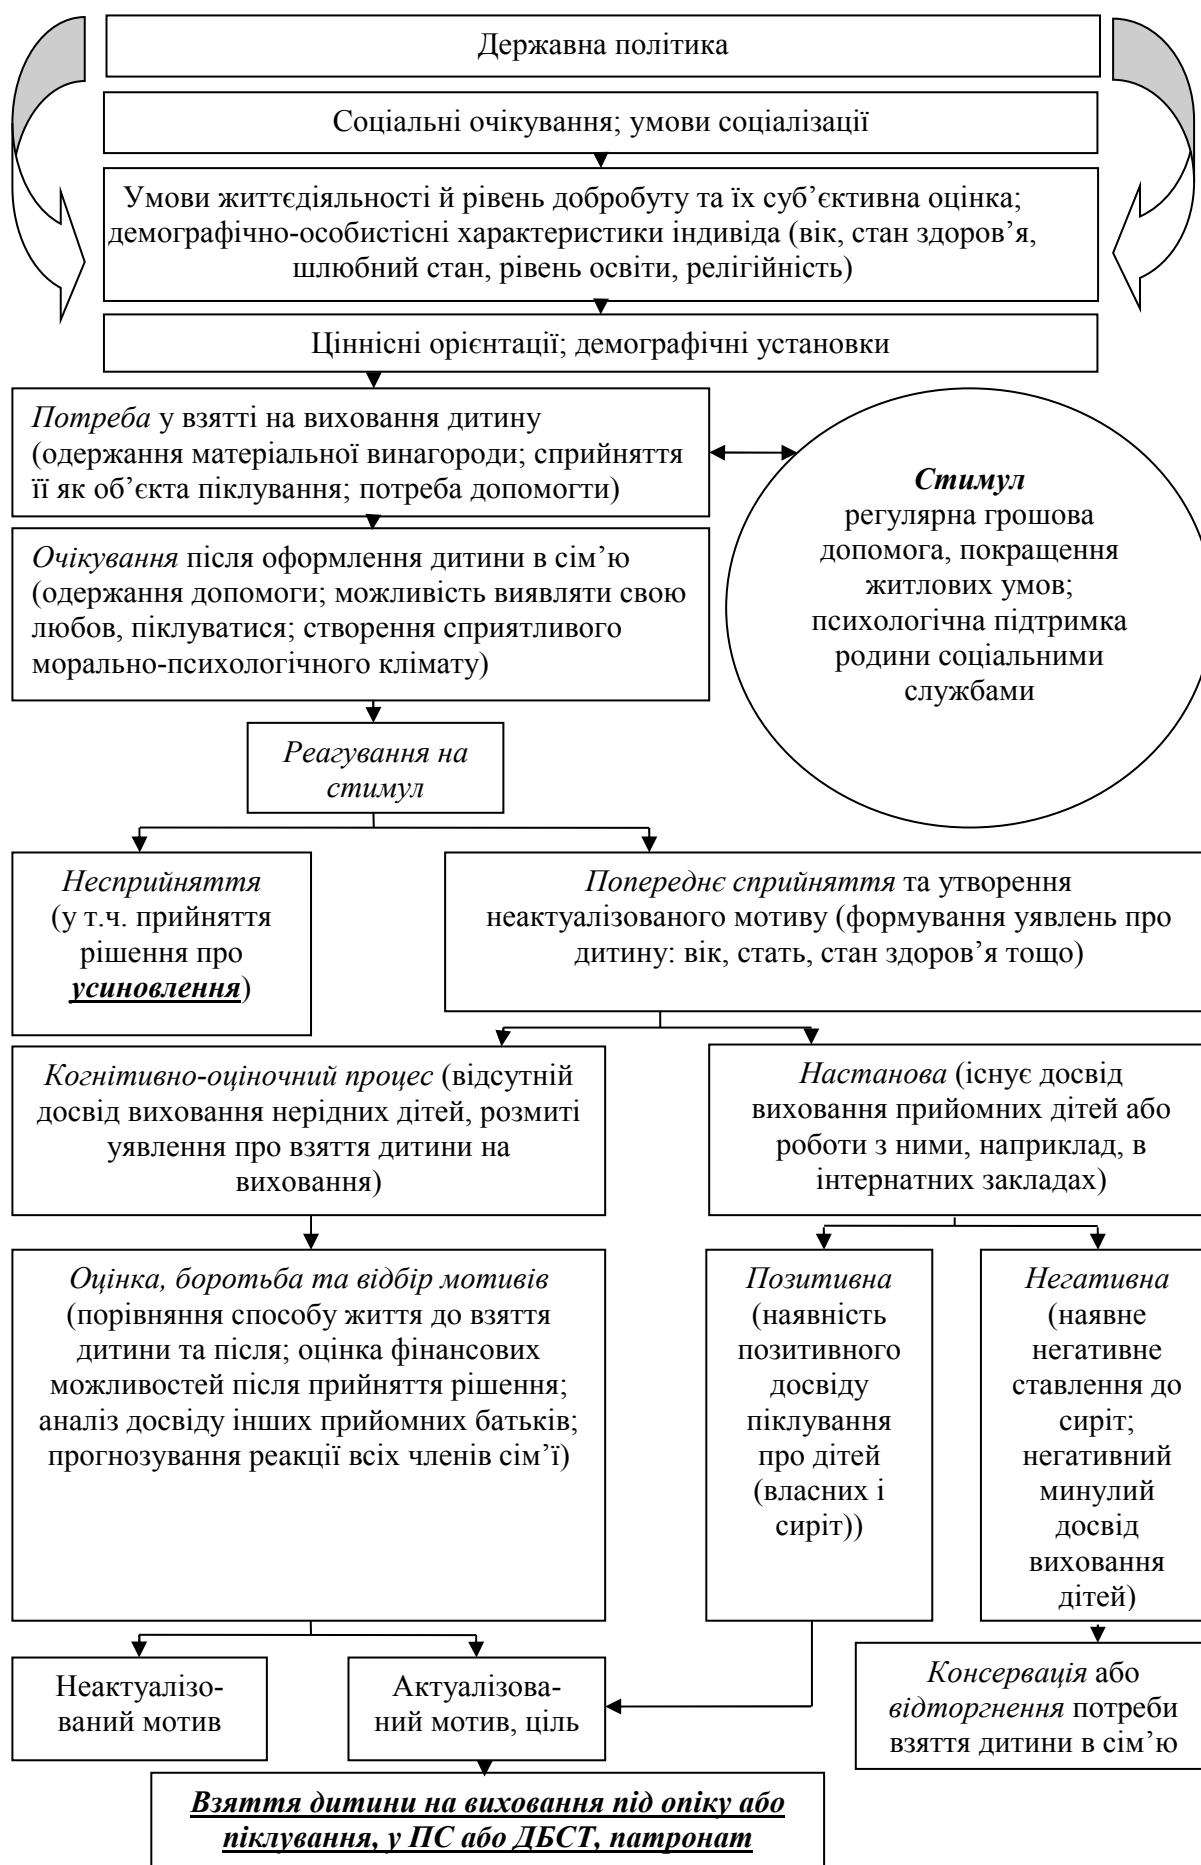 Державна політика
Соціальні очікування; умови соціалізації
Умови життєдіяльності й рівень добробуту та їх суб’єктивна оцінка;
демографічно-особистісні характеристики індивіда (вік, стан здоров’я,
шлюбний стан, рівень освіти, релігійність)
Ціннісні орієнтації; демографічні установки
Потреба у взятті на виховання дитину
(одержання матеріальної винагороди; сприйняття
її як об’єкта піклування; потреба допомогти)
Стимул
регулярна грошова
допомога, покращення
житлових умов;
психологічна підтримка
родини соціальними
службами
Очікування після оформлення дитини в сім’ю
(одержання допомоги; можливість виявляти свою
любов, піклуватися; створення сприятливого
морально-психологічного клімату)
Реагування на
стимул
Несприйняття
(у т.ч. прийняття
рішення про
усиновлення)
Попереднє сприйняття та утворення
неактуалізованого мотиву (формування уявлень про
дитину: вік, стать, стан здоров’я тощо)
Когнітивно-оціночний процес (відсутній
досвід виховання нерідних дітей, розмиті
уявлення про взяття дитини на
виховання)
Настанова (існує досвід
виховання прийомних дітей або
роботи з ними, наприклад, в
інтернатних закладах)
Оцінка, боротьба та відбір мотивів
(порівняння способу життя до взяття
дитини та після; оцінка фінансових
можливостей після прийняття рішення;
аналіз досвіду інших прийомних батьків;
прогнозування реакції всіх членів сім’ї)
Позитивна
(наявність
позитивного
досвіду
піклування
про дітей
(власних і
сиріт))
Негативна
(наявне
негативне
ставлення до
сиріт;
негативний
минулий
досвід
виховання
дітей)
Неактуалізо-
ваний мотив
Актуалізова-
ний мотив, ціль
Консервація або
відторгнення потреби
взяття дитини в сім’ю
Взяття дитини на виховання під опіку або
піклування, у ПС або ДБСТ, патронат